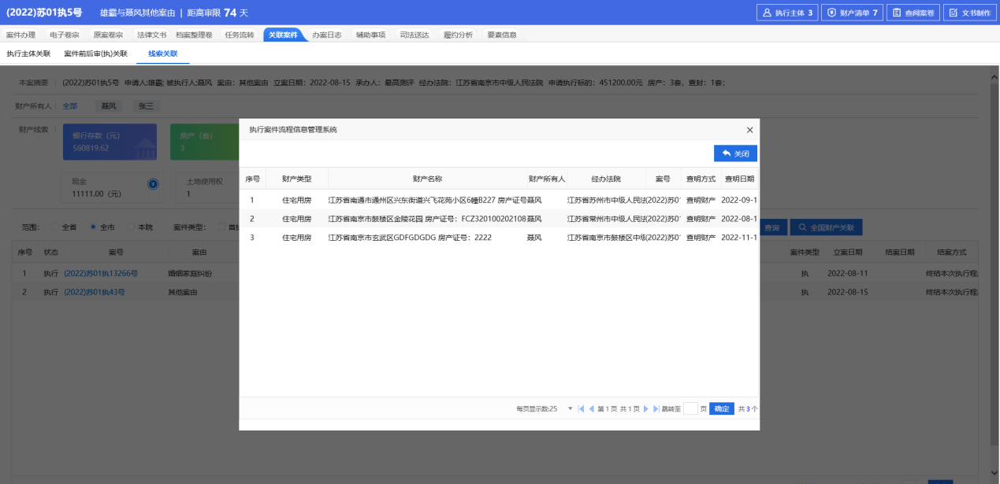 (2022)苏01执5号 雄霸与聂风其他案由 | 距离审限 74 天 执行主体 3 财产清单 7 查阅案卷 文书制作
案件办理 电子卷宗 原案卷宗 法律文书 档案整理卷 任务流转 关联案件 办案日志 辅助事项 司法送达 履约分析 要素信息
执行主体关联 案件前后审(执)关联 线索关联
本案摘要 (2022)苏01执5号 申请人:雄霸; 被执行人:聂风 案由：其他案由 立案日期：2022-08-15 承办人：最高测评 经办法院：江苏省南京市中级人民法院 申请执行标的：451200.00元 房产：3套，查封：1套；
财产所有人 全部 聂风 张三
财产线索 银行存款（元） 房产（套）
560819.62 3
现金 土地使用权
11111.00（元） 1
执行案件流程信息管理系统
关闭
序号 财产类型 财产名称 财产所有人 经办法院 案号 查明方式 查明日期
1 住宅用房 江苏省南通市通州区兴东街道兴飞花苑小区6幢B227 房产证号 聂风 江苏省苏州市中级人民法 (2022)苏0 查明财产 2022-09-1
2 住宅用房 江苏省南京市鼓楼区金陵花园 房产证号：FCZ320100202108 聂风 江苏省常州市中级人民法 (2022)苏0 查明财产 2022-08-1
3 住宅用房 江苏省南京市玄武区GDFGDGDG 房产证号：2222 聂风 江苏省南京市鼓楼区中级 (2022)苏0 查明财产 2022-11-1
每页显示数:25 第1页 共1页 跳转至 页 确定 共3个
范围： 全省 全市 本院 案件类型： 首执 查询 全国财产关联
序号 状态 案号 案由 案件类型 立案日期 结案日期 结案方式
1 执行 (2022)苏01执13266号 婚姻家庭纠纷 执 2022-08-11 终结本次执行程
2 执行 (2022)苏01执43号 其他案由 执 2022-08-15 终结本次执行程